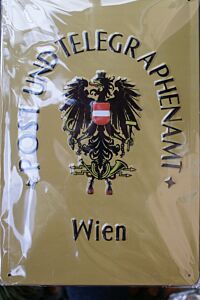 POST UND TELEGRAPHENAMT
Wien